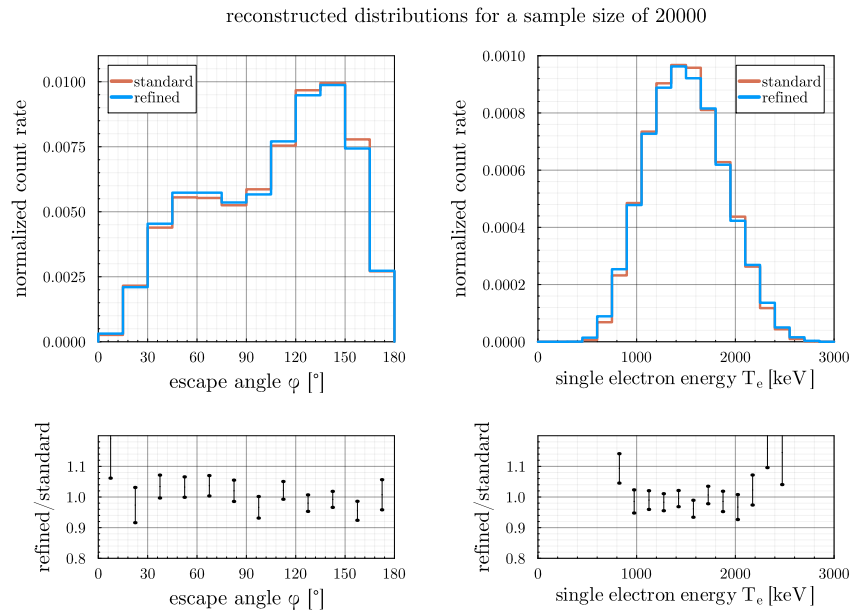 reconstructed distributions for a sample size of 20000
normalized count rate
0.0100
0.0075
0.0050
0.0025
0.0000
standard
refined
0 30 60 90 120 150 180
escape angle φ [°]
normalized count rate
0.0010
0.0008
0.0006
0.0004
0.0002
0.0000
standard
refined
0 1000 2000 3000
single electron energy Te [keV]
refined/standard
1.1
1.0
0.9
0.8
0 30 60 90 120 150 180
escape angle φ [°]
refined/standard
1.1
1.0
0.9
0.8
0 1000 2000 3000
single electron energy Te [keV]